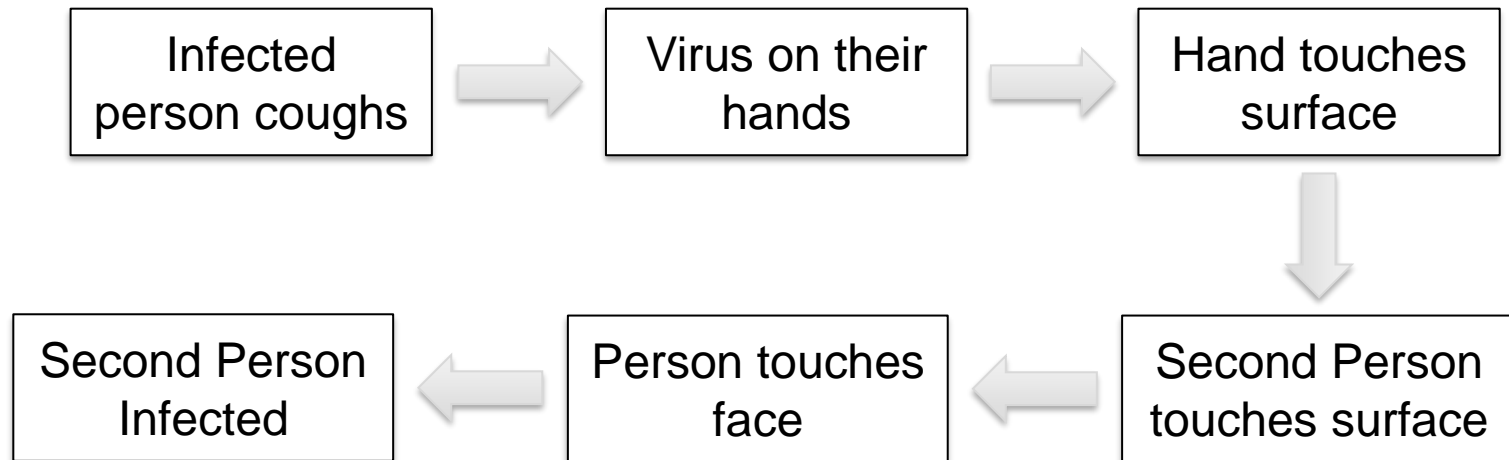 Infected
person coughs
Virus on their
hands
Hand touches
surface
Second Person
touches surface
Person touches
face
Second Person
Infected